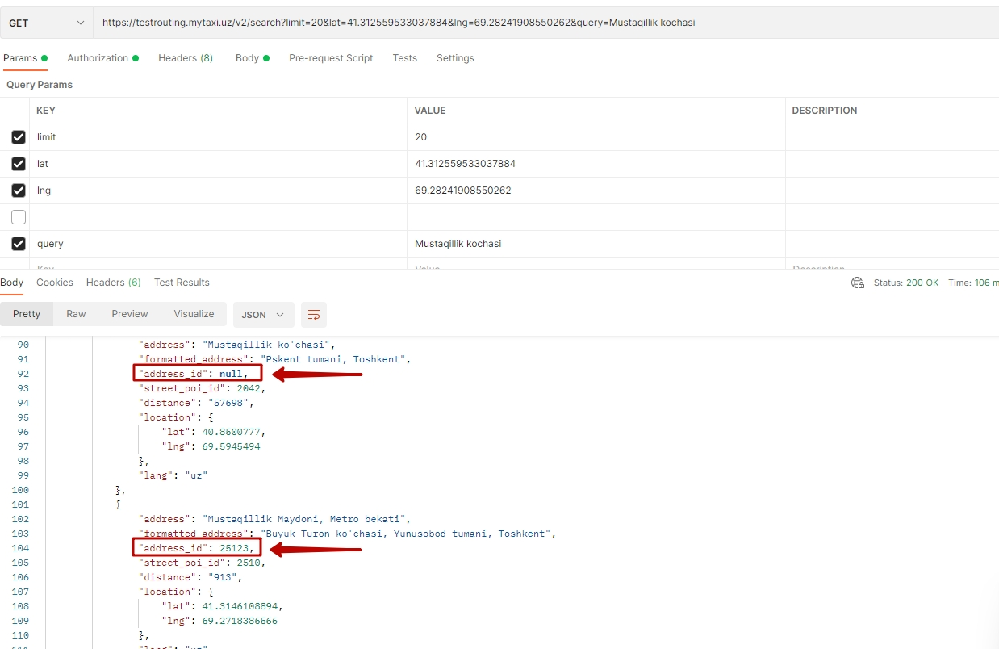 GET https://testrouting.mytaxi.uz/v2/search?limit=20&lat=41.312559533037884&lng=69.28241908550262&query=Mustaqillik kochasi
Params Authorization Headers (8) Body Pre-request Script Tests Settings
Query Params
KEY VALUE DESCRIPTION
limit 20
lat 41.312559533037884
lng 69.28241908550262
query Mustaqillik kochasi
Key Value Description
Body Cookies Headers (6) Test Results Status: 200 OK Time: 106 m
Pretty Raw Preview Visualize JSON
90 "address": "Mustaqillik ko'chasi",
91 "formatted_address": "Pskent tumani, Toshkent",
92 "address_id": null,
93 "street_poi_id": 2042,
94 "distance": "57698",
95 "location": {
96 "lat": 40.8500777,
97 "lng": 69.5945494
98 },
99 "lang": "uz"
100 },
101 {
102 "address": "Mustaqillik Maydoni, Metro bekati",
103 "formatted_address": "Buyuk Turon ko'chasi, Yunusobod tumani, Toshkent",
104 "address_id": 25123,
105 "street_poi_id": 2510,
106 "distance": "913",
107 "location": {
108 "lat": 41.3146108894,
109 "lng": 69.2718386566
110 },
111 "lang": "uz"